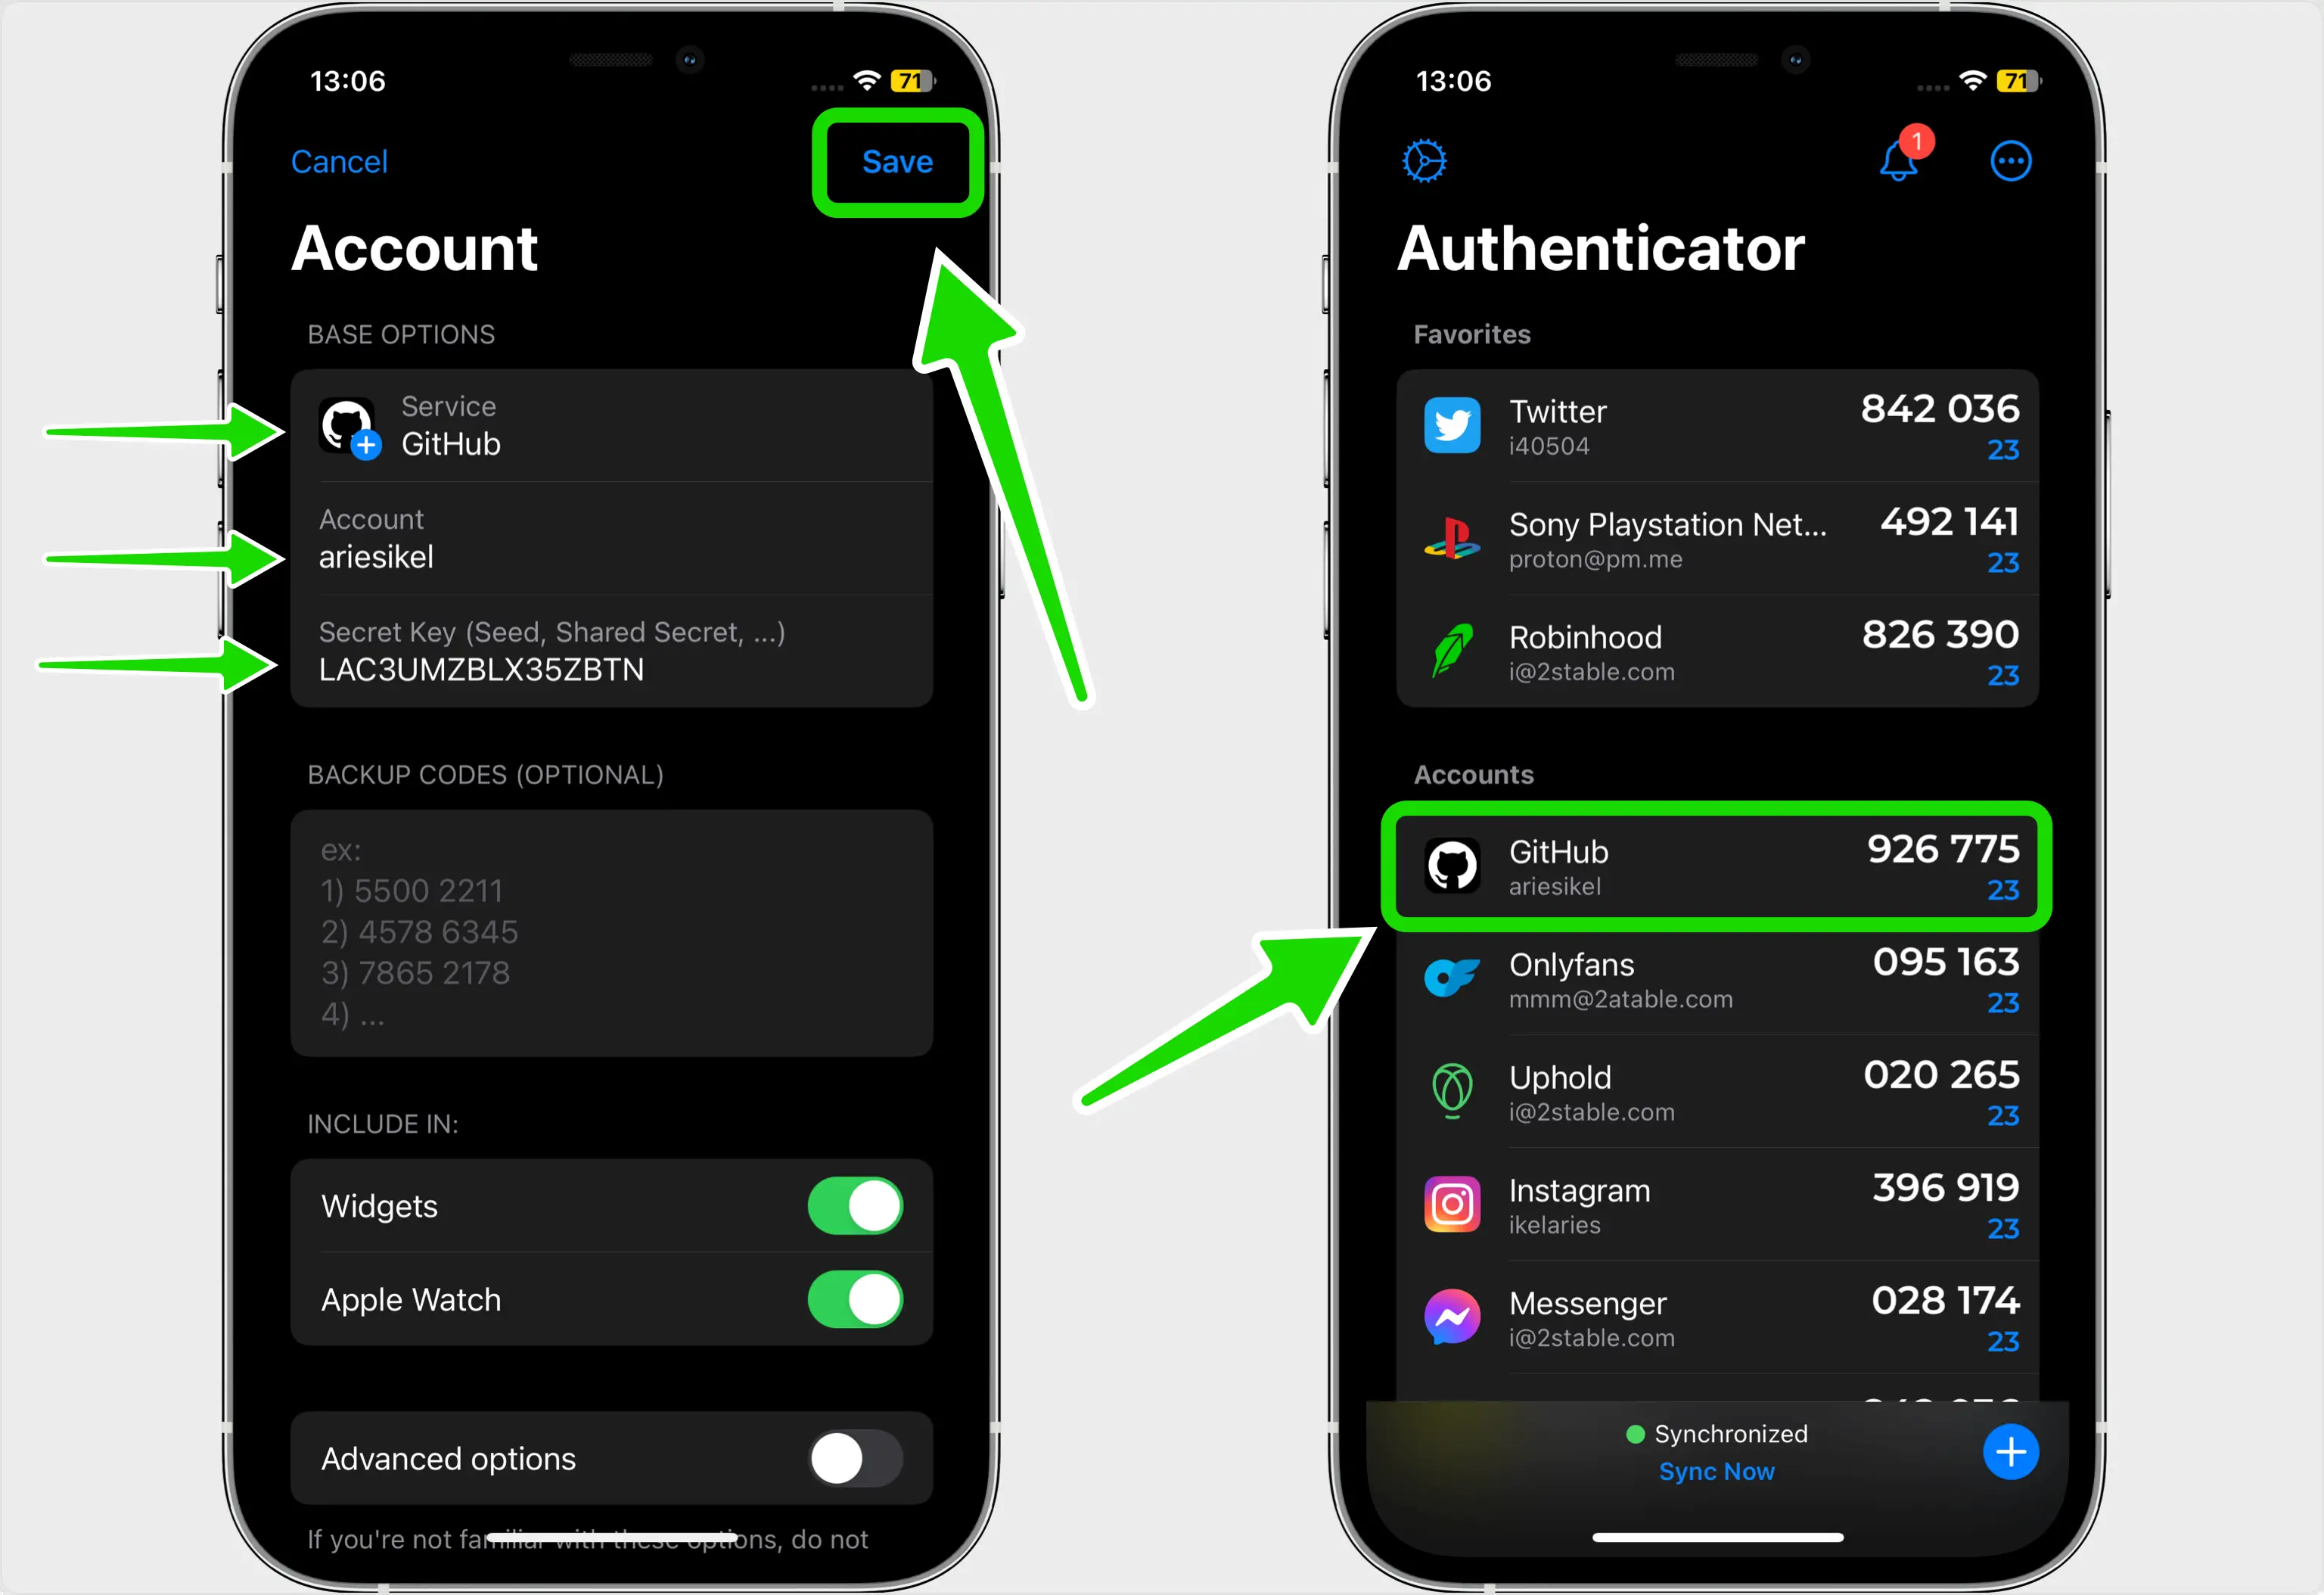 13:06
71
Cancel
Save
Account
BASE OPTIONS
Service
GitHub
Account
ariesikel
Secret Key (Seed, Shared Secret, ...)
LAC3UMZBLX35ZBTN
BACKUP CODES (OPTIONAL)
ex:
1) 5500 2211
2) 4578 6345
3) 7865 2178
4) ...
INCLUDE IN:
Widgets
Apple Watch
Advanced options
If you're not familiar with these options, do not
13:06
71
1
Authenticator
Favorites
Twitter 842 036
i40504 23
Sony Playstation Net... 492 141
proton@pm.me 23
Robinhood 826 390
i@2stable.com 23
Accounts
GitHub 926 775
ariesikel 23
Onlyfans 095 163
mmm@2atable.com 23
Uphold 020 265
i@2stable.com 23
Instagram 396 919
ikelaries 23
Messenger 028 174
i@2stable.com 23
Synchronized
Sync Now